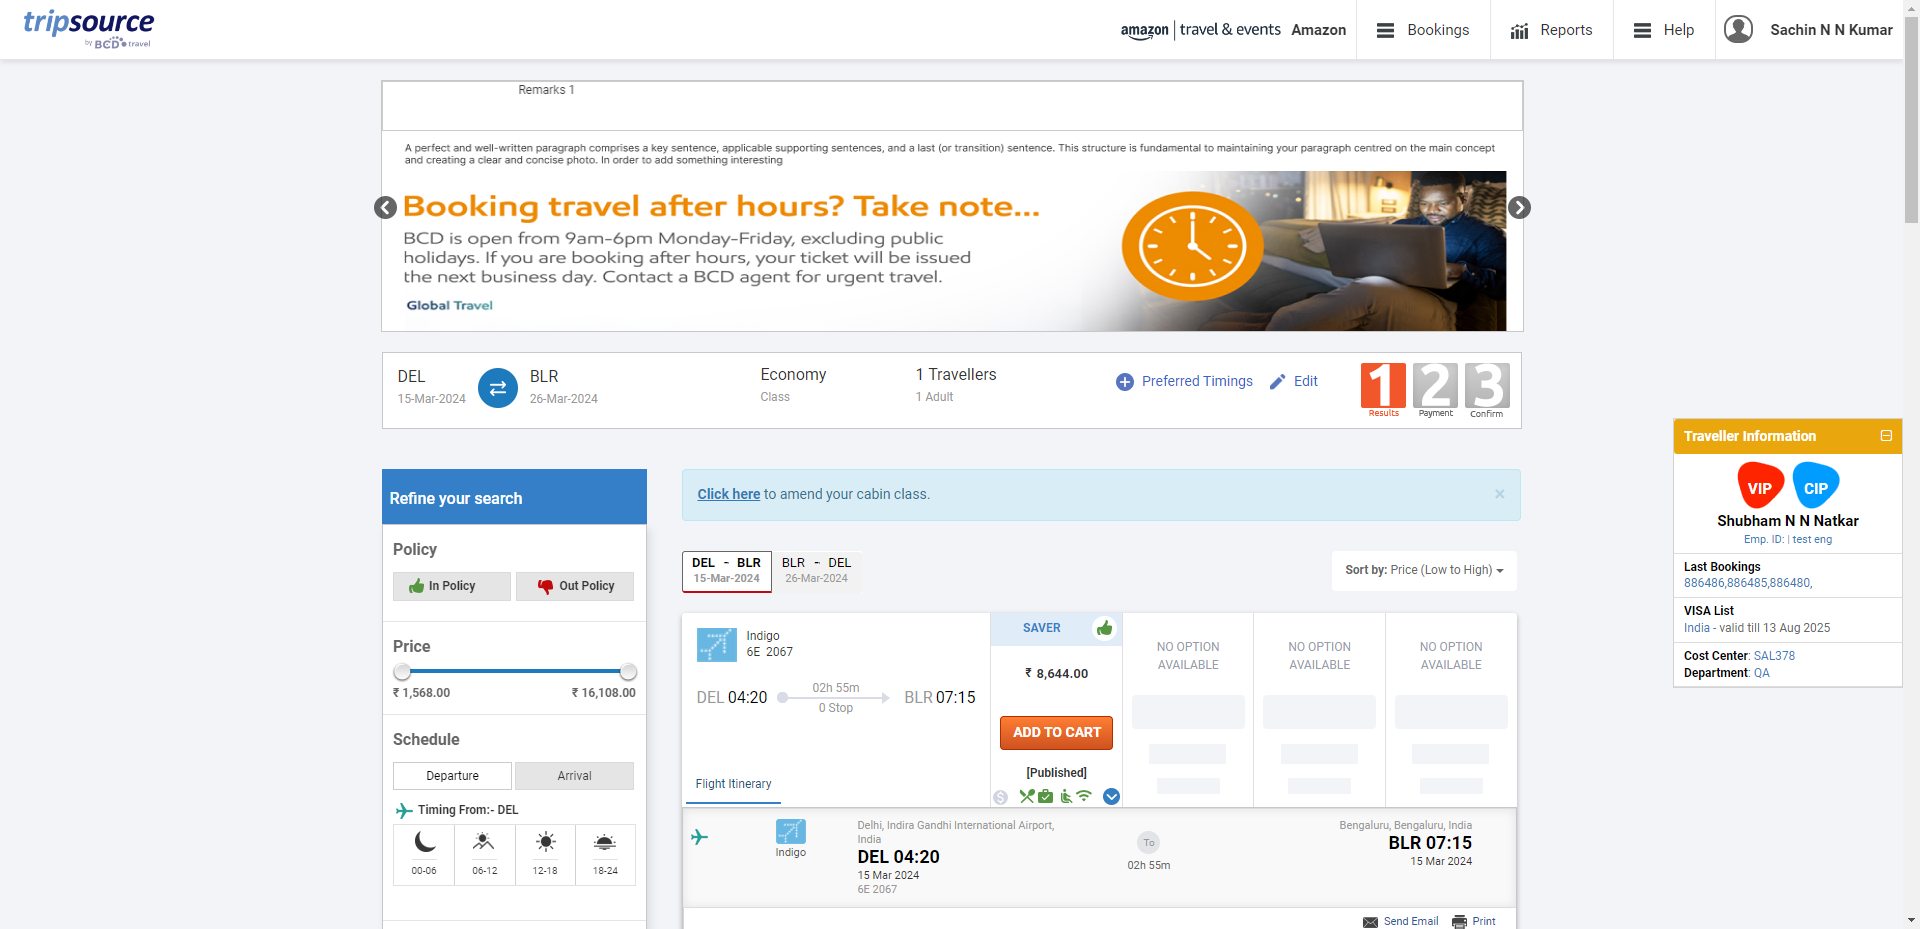 tripsource
by BCD travel
amazon | travel & events Amazon
Bookings
Reports
Help
Sachin N N Kumar
Remarks 1
A perfect and well-written paragraph comprises a key sentence, applicable supporting sentences, and a last (or transition) sentence. This structure is fundamental to maintaining your paragraph centred on the main concept
and creating a clear and concise photo. In order to add something interesting
Booking travel after hours? Take note...
BCD is open from 9am-6pm Monday-Friday, excluding public
holidays. If you are booking after hours, your ticket will be issued
the next business day. Contact a BCD agent for urgent travel.
Global Travel
DEL
15-Mar-2024
BLR
26-Mar-2024
Economy
Class
1 Travellers
1 Adult
Preferred Timings
Edit
1 Results
2 Payment
3 Confirm
Traveller Information
VIP CIP
Shubham N N Natkar
Emp. ID: | test eng
Last Bookings
886486,886485,886480,
VISA List
India - valid till 13 Aug 2025
Cost Center: SAL378
Department: QA
Refine your search
Policy
In Policy
Out Policy
Price
₹ 1,568.00
₹ 16,108.00
Schedule
Departure
Arrival
Timing From:- DEL
00-06
06-12
12-18
18-24
Click here to amend your cabin class.
×
DEL - BLR
15-Mar-2024
BLR - DEL
26-Mar-2024
Sort by: Price (Low to High)
Indigo
6E 2067
DEL 04:20
02h 55m
0 Stop
BLR 07:15
Flight Itinerary
SAVER
₹ 8,644.00
ADD TO CART
[Published]
NO OPTION
AVAILABLE
NO OPTION
AVAILABLE
NO OPTION
AVAILABLE
Indigo
Delhi, Indira Gandhi International Airport,
India
DEL 04:20
15 Mar 2024
6E 2067
To
02h 55m
Bengaluru, Bengaluru, India
BLR 07:15
15 Mar 2024
Send Email
Print